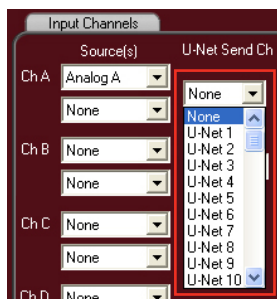 Input Channels
Source(s) U-Net Send Ch
Ch A Analog A None
None None
U-Net 1
Ch B None U-Net 2
U-Net 3
None U-Net 4
U-Net 5
U-Net 6
Ch C None U-Net 7
U-Net 8
None U-Net 9
U-Net 10
Ch D None